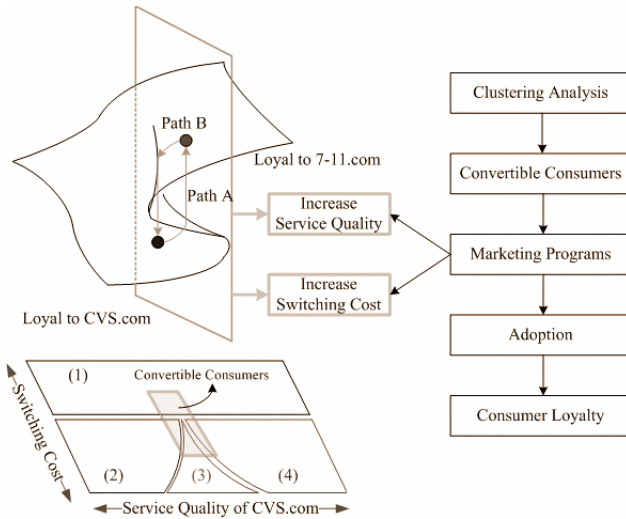 Path B
Loyal to 7-11.com
Path A
Loyal to CVS.com
Increase
Service Quality
Increase
Switching Cost
Clustering Analysis
Convertible Consumers
Marketing Programs
Adoption
Consumer Loyalty
(1)
Convertible Consumers
(2)
(3)
(4)
Switching Cost
Service Quality of CVS.com